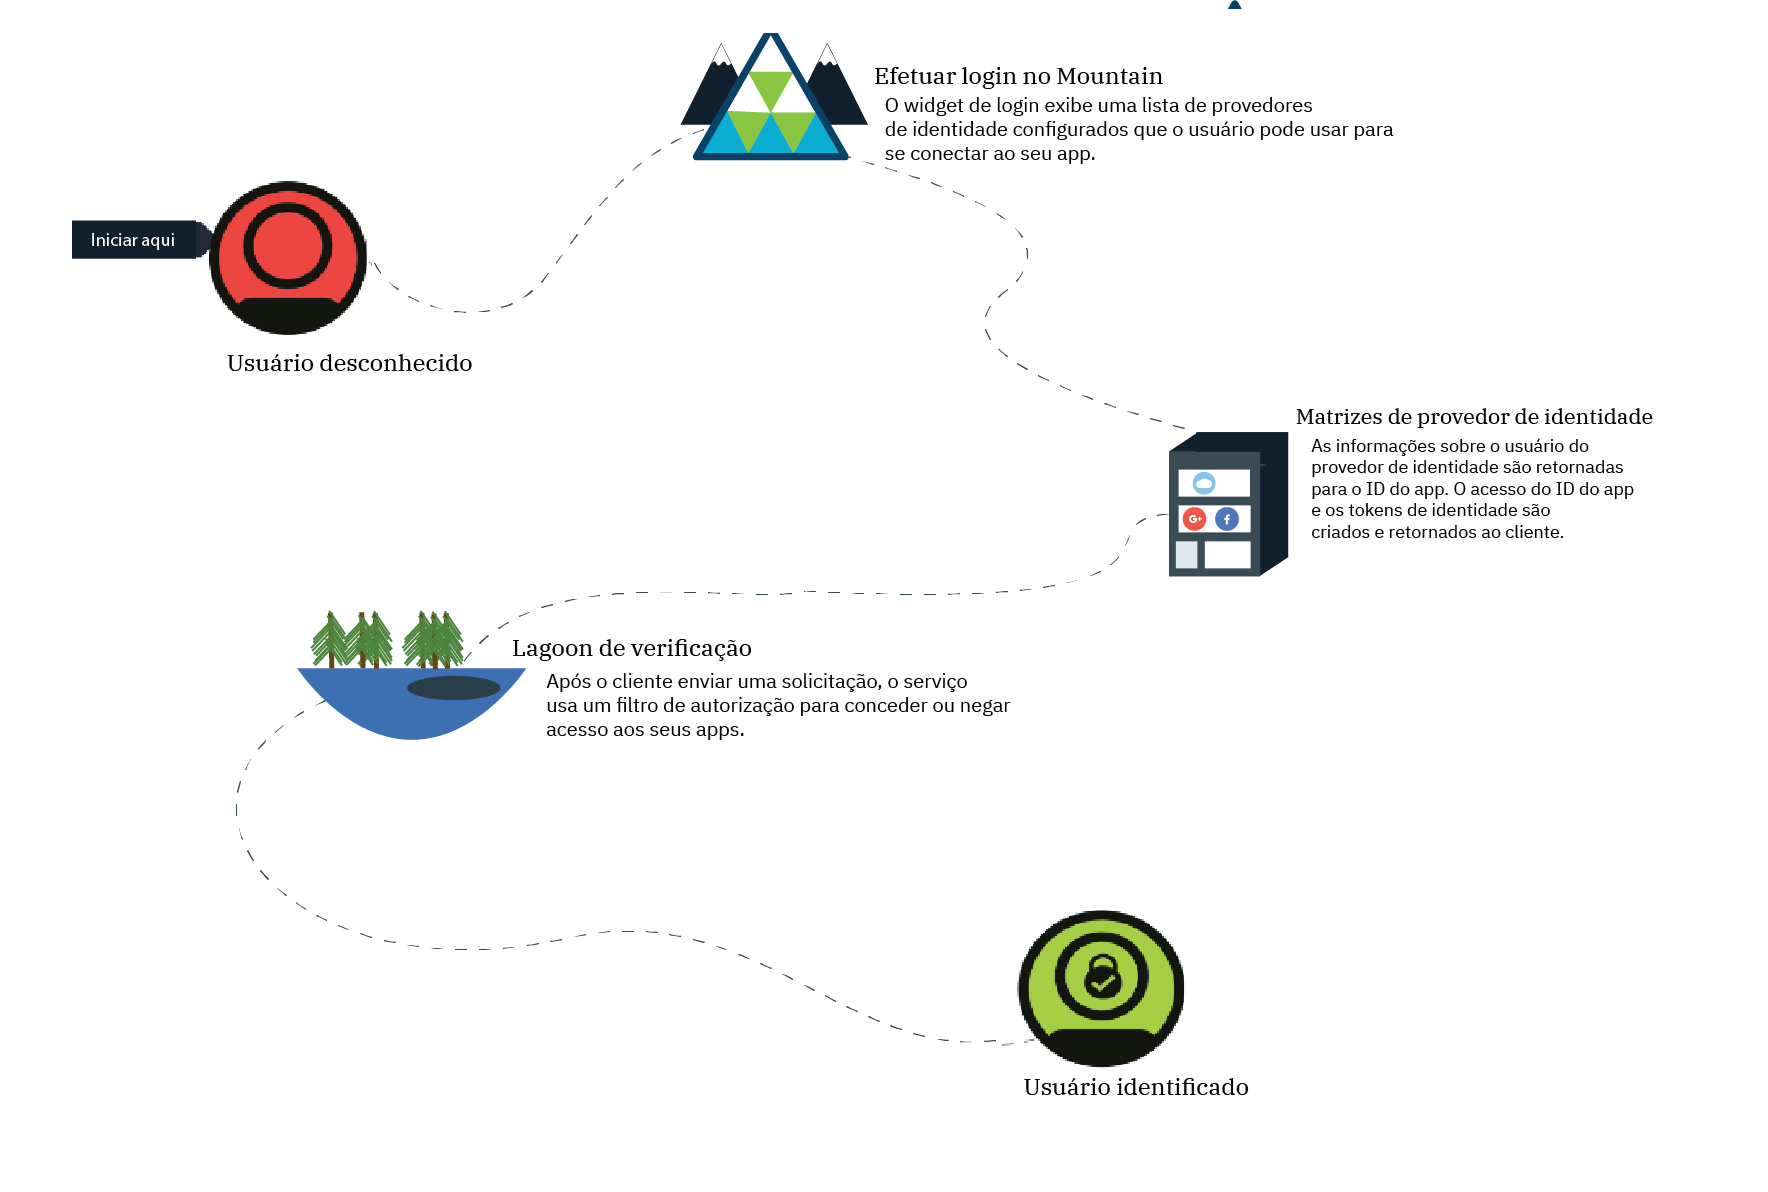 Efetuar login no Mountain
O widget de login exibe uma lista de provedores
de identidade configurados que o usuário pode usar para
se conectar ao seu app.
Iniciar aqui
Usuário desconhecido
Matrizes de provedor de identidade
As informações sobre o usuário do
provedor de identidade são retornadas
para o ID do app. O acesso do ID do app
e os tokens de identidade são
criados e retornados ao cliente.
G+ f
Lagoon de verificação
Após o cliente enviar uma solicitação, o serviço
usa um filtro de autorização para conceder ou negar
acesso aos seus apps.
Usuário identificado